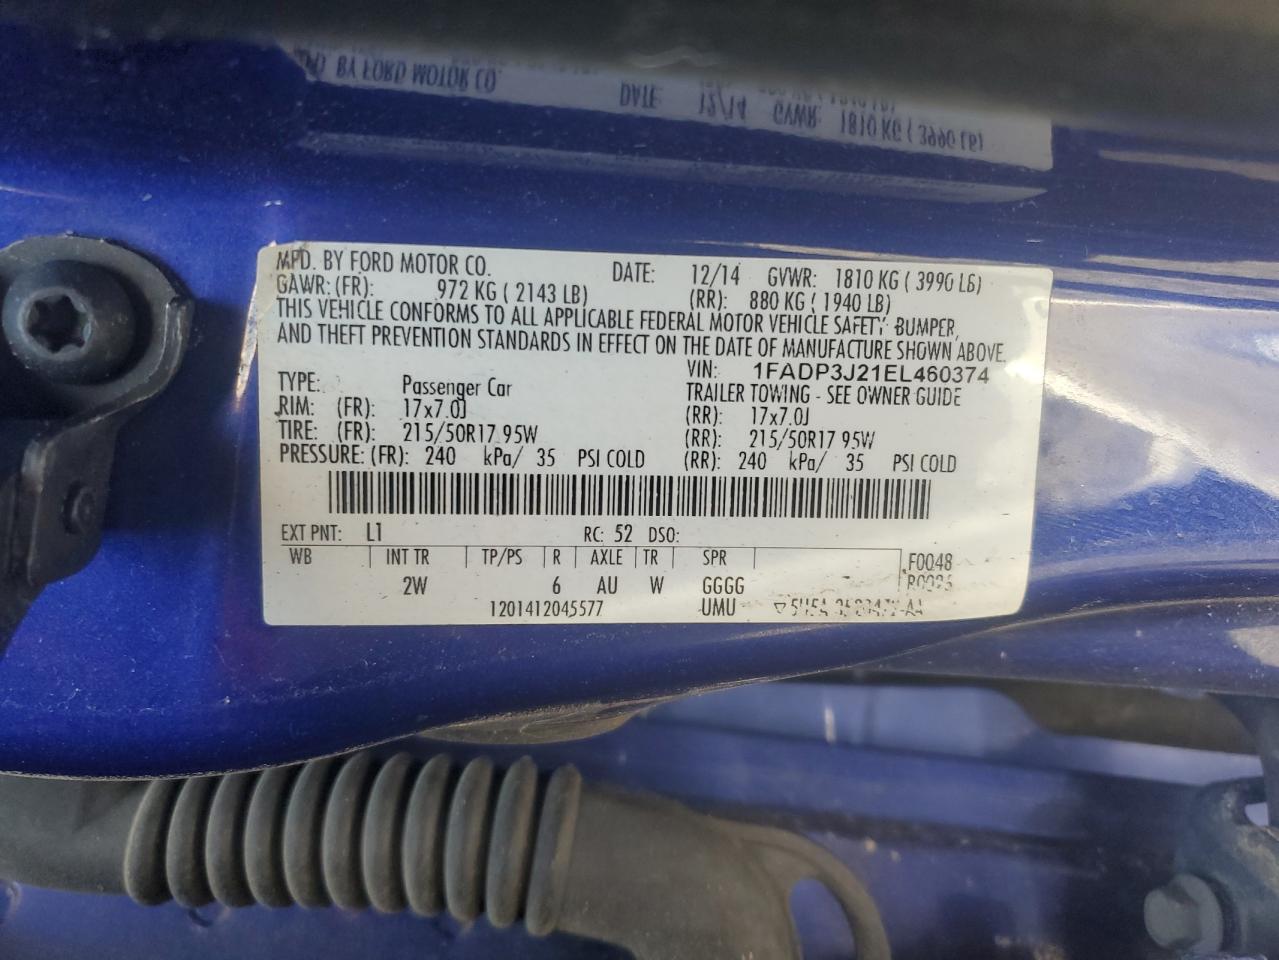 MFD. BY FORD MOTOR CO. DATE: 12/14 GVWR: 1810 KG ( 3990 LB)
GAWR: (FR): 972 KG ( 2143 LB) (RR): 880 KG ( 1940 LB)
THIS VEHICLE CONFORMS TO ALL APPLICABLE FEDERAL MOTOR VEHICLE SAFETY, BUMPER,
AND THEFT PREVENTION STANDARDS IN EFFECT ON THE DATE OF MANUFACTURE SHOWN ABOVE.
VIN: 1FADP3J21EL460374
TYPE: Passenger Car TRAILER TOWING - SEE OWNER GUIDE
RIM: (FR): 17x7.0J (RR): 17x7.0J
TIRE: (FR): 215/50R17 95W (RR): 215/50R17 95W
PRESSURE: (FR): 240 kPa/ 35 PSI COLD (RR): 240 kPa/ 35 PSI COLD
EXT PNT: L1 RC: 52 DSO:
WB INT TR TP/PS R AXLE TR SPR F0048
2W 6 AU W GGGG
1201412045577 UMU